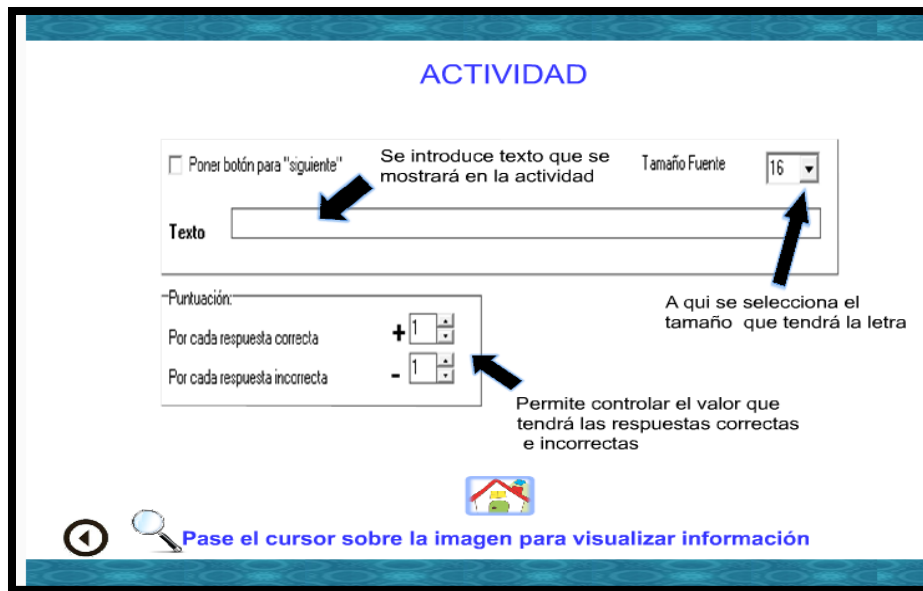 ACTIVIDAD
Poner botón para "siguiente"
Se introduce texto que se
mostrará en la actividad
Tamaño Fuente
16
Texto
A qui se selecciona el
tamaño que tendrá la letra
Puntuación:
Por cada respuesta correcta
+ 1
Por cada respuesta incorrecta
- 1
Permite controlar el valor que
tendrá las respuestas correctas
e incorrectas
Pase el cursor sobre la imagen para visualizar información